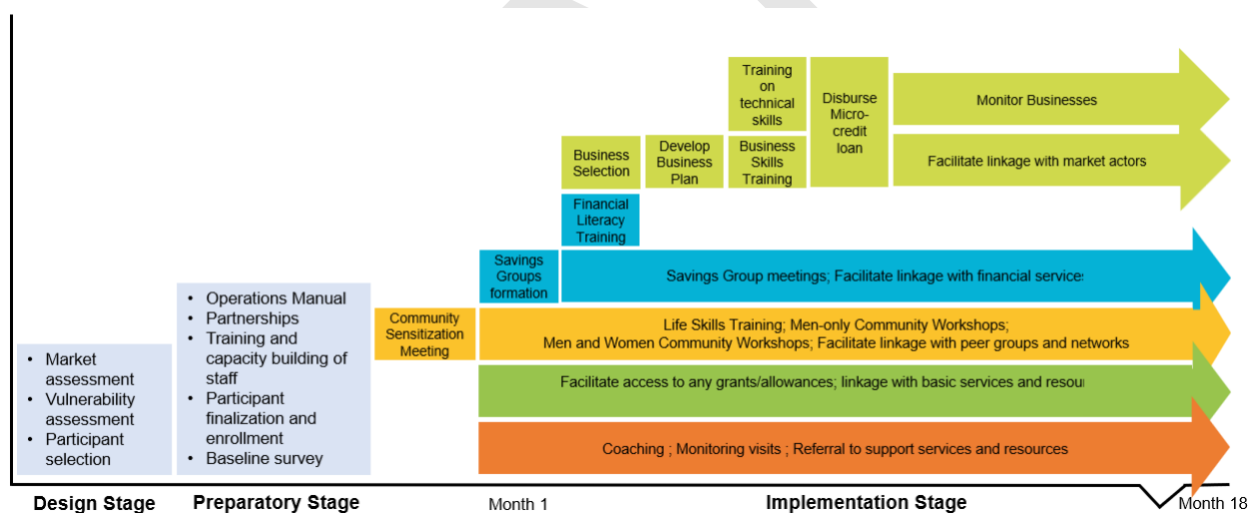 Training
on
technical
skills
Disburse
Micro-
credit
loan
Monitor Businesses
Business
Selection
Develop
Business
Plan
Business
Skills
Training
Facilitate linkage with market actors
Financial
Literacy
Training
Savings
Groups
formation
Savings Group meetings; Facilitate linkage with financial services
• Operations Manual
• Partnerships
• Training and
capacity building of
staff
• Participant
finalization and
enrollment
• Baseline survey
Community
Sensitization
Meeting
Life Skills Training; Men-only Community Workshops;
Men and Women Community Workshops; Facilitate linkage with peer groups and networks
• Market
assessment
• Vulnerability
assessment
• Participant
selection
Facilitate access to any grants/allowances; linkage with basic services and
Coaching ; Monitoring visits ; Referral to support services and resources
Design Stage
Preparatory Stage
Month 1
Implementation Stage
Month 18